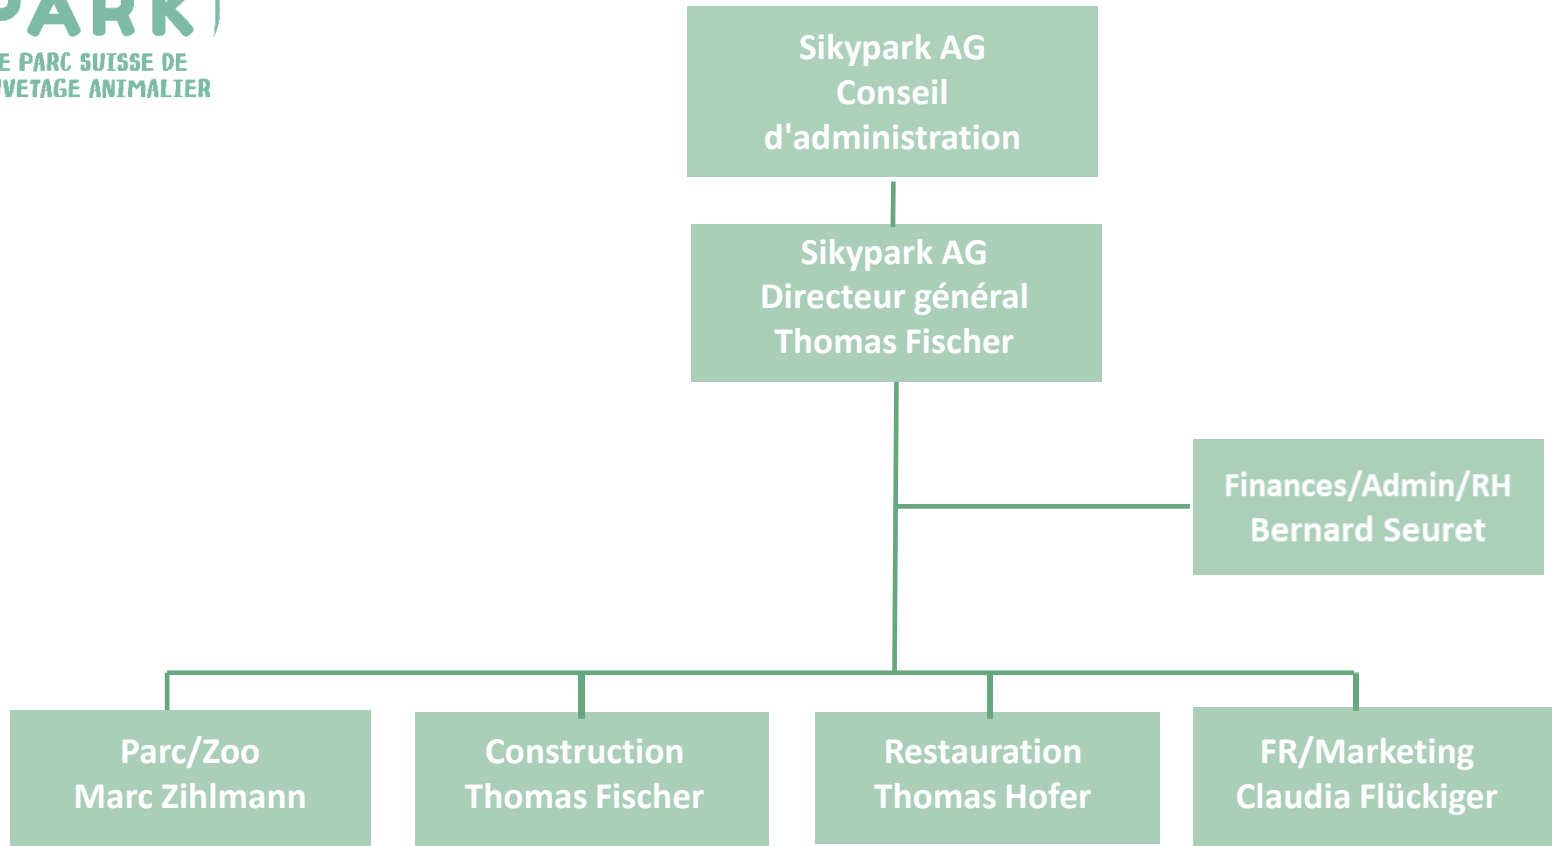 PARK
PARC SUISSE DE
ANIMALIER
Sikypark AG
Conseil
d'administration
Sikypark AG
Directeur général
Thomas Fischer
Finances/Admin/RH
Bernard Seuret
Parc/Zoo
Marc Zihlmann
Construction
Thomas Fischer
Restauration
Thomas Hofer
FR/Marketing
Claudia Flückiger